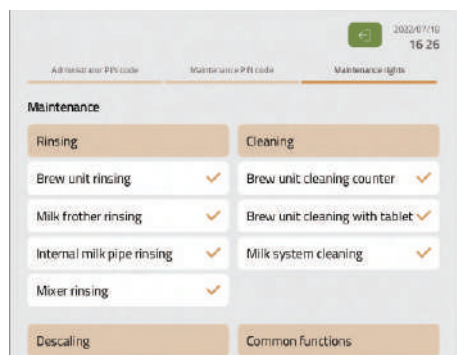 2022/07/18
16 26
Administrator PIN code
Maintenance PIN code
Maintenance rights
Maintenance
Rinsing
Cleaning
Brew unit rinsing
Brew unit cleaning counter
Milk frother rinsing
Brew unit cleaning with tablet
Internal milk pipe rinsing
Milk system cleaning
Mixer rinsing
Descaling
Common functions